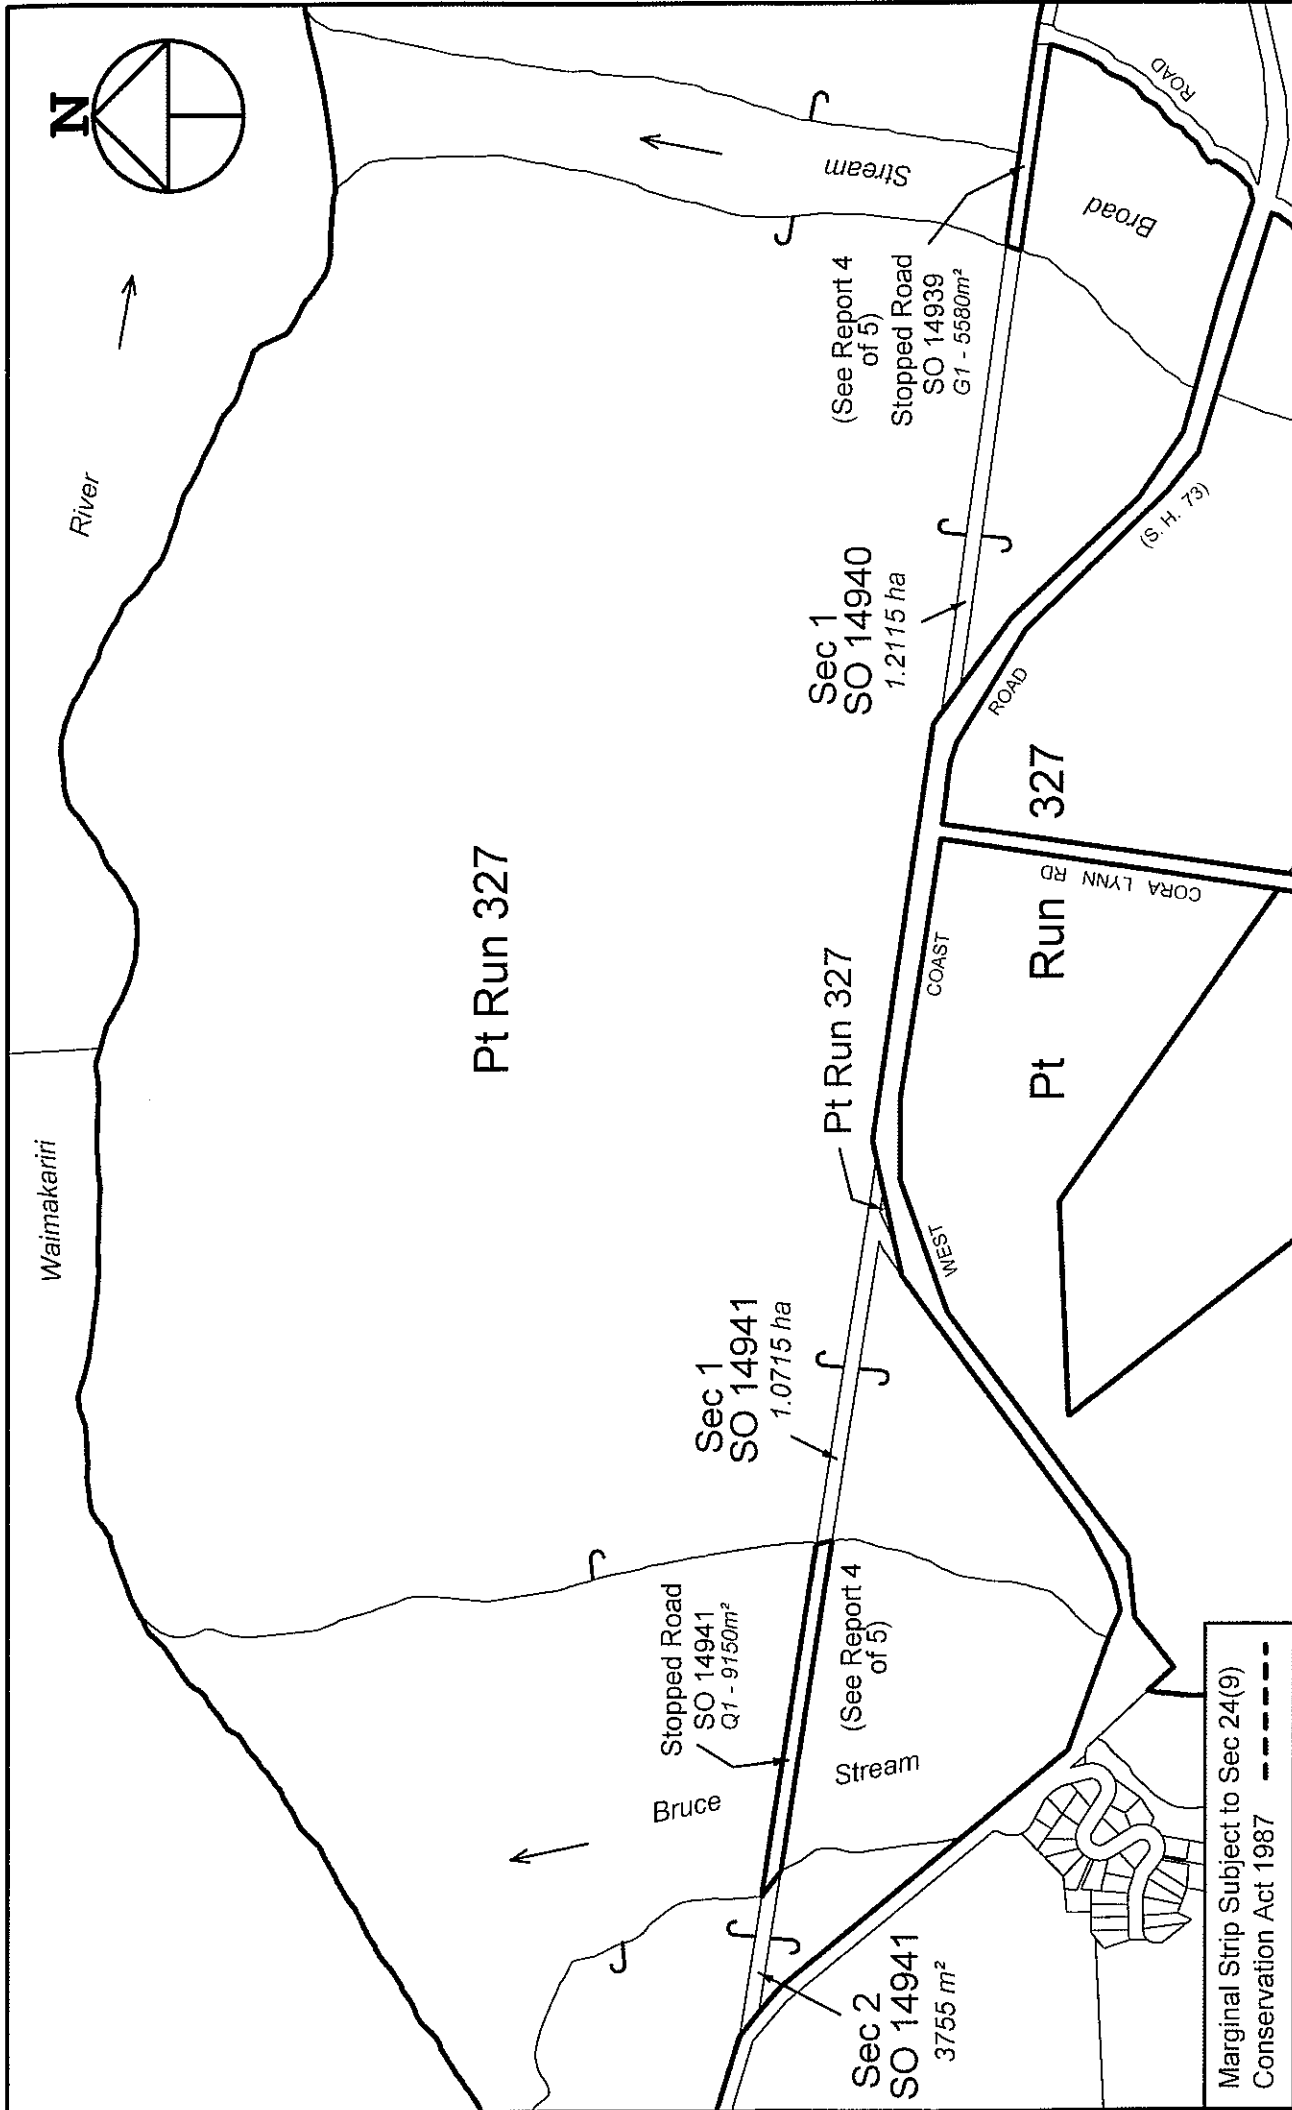 N
Waimakariri
River
Pt Run 327
Bruce
Stream
Stopped Road
SO 14941
Q1 - 9150m²
(See Report 4
of 5)
Sec 2
SO 14941
3755 m²
Sec 1
SO 14941
1.0715 ha
Pt Run 327
Sec 1
SO 14940
1.2115 ha
(See Report 4
of 5)
Stopped Road
SO 14939
G1 - 5580m²
Stream
Broad
ROAD
WEST
COAST
ROAD
(S. H. 73)
CORA LYNN RD
Pt Run 327
Marginal Strip Subject to Sec 24(9)
Conservation Act 1987